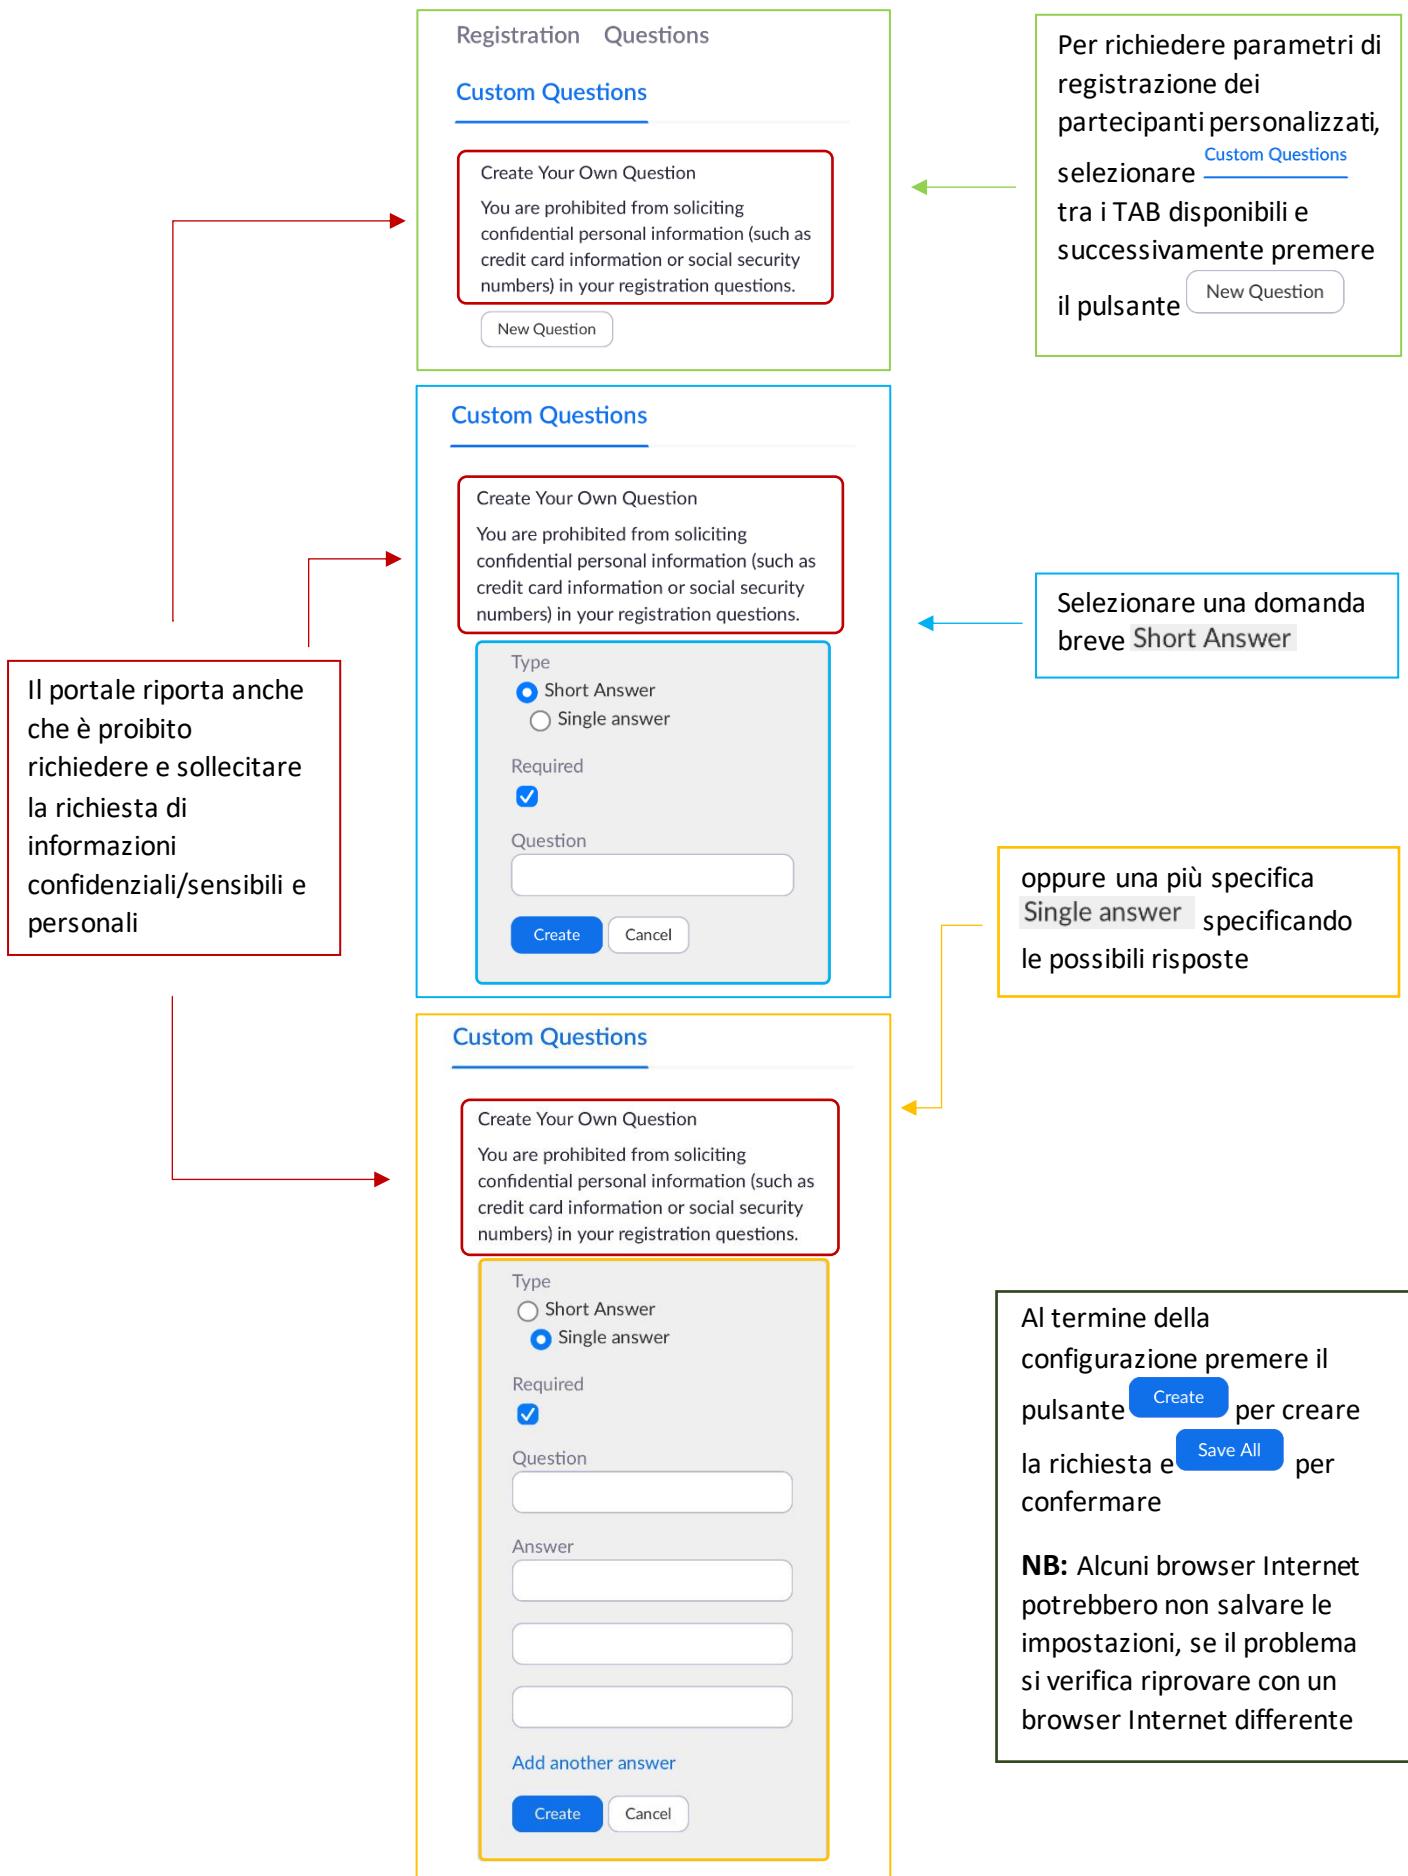 Registration Questions
Custom Questions
Create Your Own Question
You are prohibited from soliciting
confidential personal information (such as
credit card information or social security
numbers) in your registration questions.
New Question
Per richiedere parametri di
registrazione dei
partecipanti personalizzati,
selezionare Custom Questions
tra i TAB disponibili e
successivamente premere
il pulsante New Question
Custom Questions
Create Your Own Question
You are prohibited from soliciting
confidential personal information (such as
credit card information or social security
numbers) in your registration questions.
Type
Short Answer
Single answer
Required
Question
Create Cancel
Selezionare una domanda
breve Short Answer
Il portale riporta anche
che è proibito
richiedere e sollecitare
la richiesta di
informazioni
confidenziali/sensibili e
personali
oppure una più specifica
Single answer specificando
le possibili risposte
Custom Questions
Create Your Own Question
You are prohibited from soliciting
confidential personal information (such as
credit card information or social security
numbers) in your registration questions.
Type
Short Answer
Single answer
Required
Question
Answer
Add another answer
Create Cancel
Al termine della
configurazione premere il
pulsante Create per creare
la richiesta e Save All per
confermare
NB: Alcuni browser Internet
potrebbero non salvare le
impostazioni, se il problema
si verifica riprovare con un
browser Internet differente